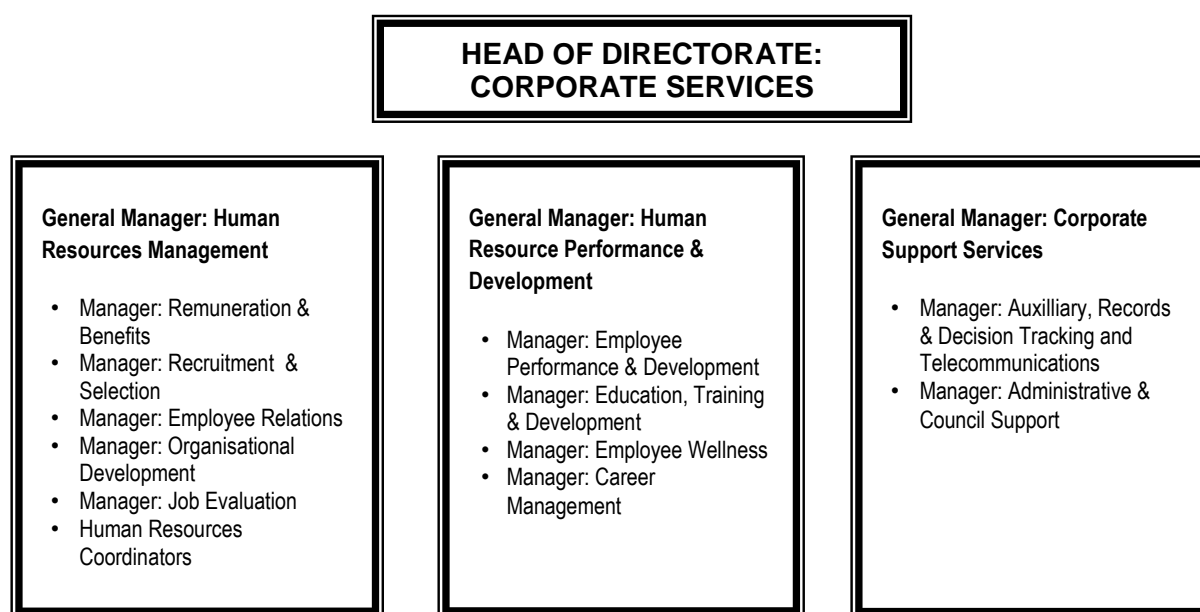 HEAD OF DIRECTORATE:
CORPORATE SERVICES
General Manager: Human
Resources Management
• Manager: Remuneration &
Benefits
• Manager: Recruitment &
Selection
• Manager: Employee Relations
• Manager: Organisational
Development
• Manager: Job Evaluation
• Human Resources
Coordinators
General Manager: Human
Resource Performance &
Development
• Manager: Employee
Performance & Development
• Manager: Education, Training
& Development
• Manager: Employee Wellness
• Manager: Career
Management
General Manager: Corporate
Support Services
• Manager: Auxilliary, Records
& Decision Tracking and
Telecommunications
• Manager: Administrative &
Council Support